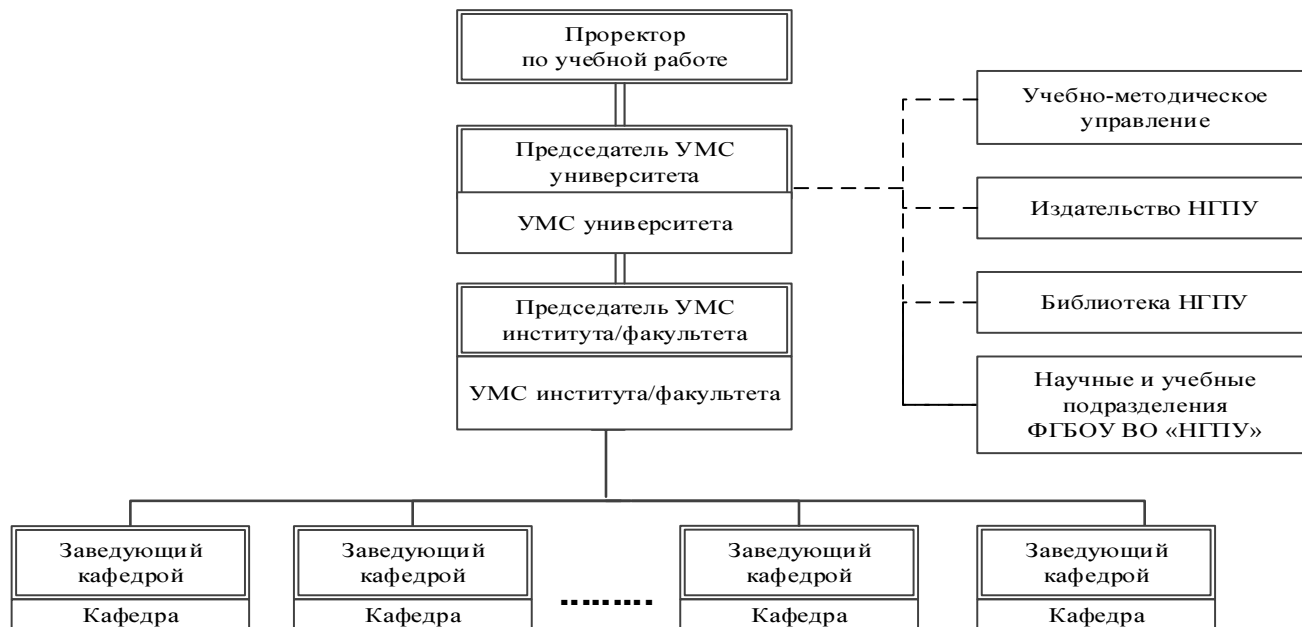 Проректор
по учебной работе
Председатель УМС
университета
УМС университета
Председатель УМС
института/факультета
УМС института/факультета
Учебно-методическое
управление
Издательство НГПУ
Библиотека НГПУ
Научные и учебные
подразделения
ФГБОУ ВО «НГПУ»
Заведующий
кафедрой
Кафедра
Заведующий
кафедрой
Кафедра
.........
Заведующий
кафедрой
Кафедра
Заведующий
кафедрой
Кафедра